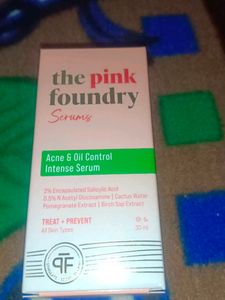 the pink
foundry
Serums
Acne & Oil Control
Intense Serum
2% Encapsulated Salicylic Acid
0.5% N Acetyl Glucosamine | Cactus Water
Pomegranate Extract | Birch Sap Extract
TREAT + PREVENT
All Skin Types
30 ml